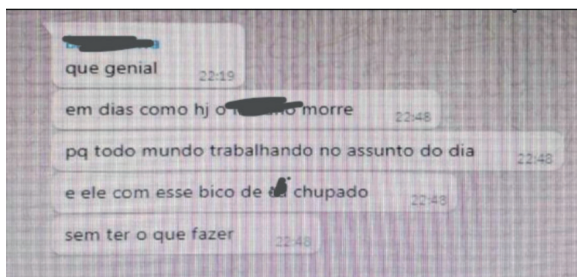 que genial 22:19
em dias como hj o morre 22:48
pq todo mundo trabalhando no assunto do dia 22:48
e ele com esse bico de chupado 22:48
sem ter o que fazer 22:48